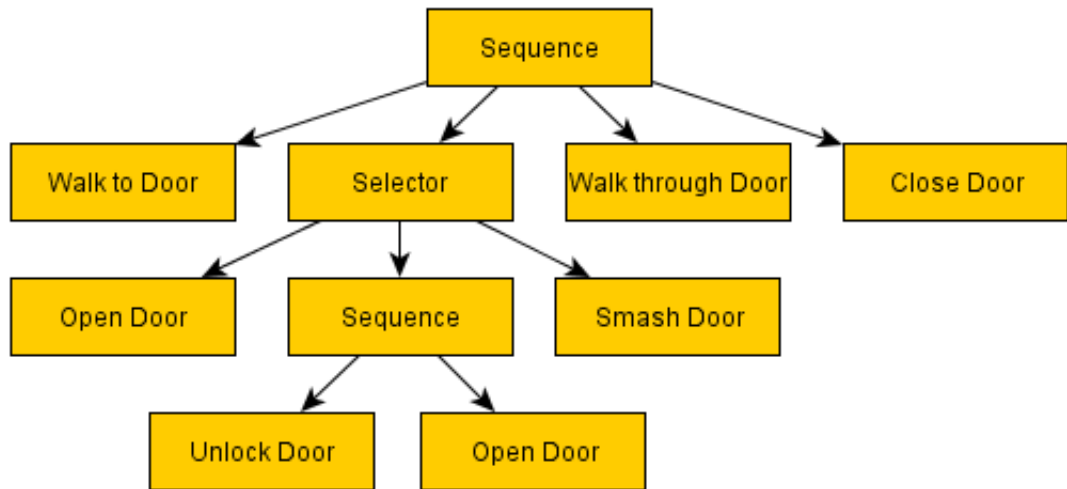 Sequence
Walk to Door
Selector
Walk through Door
Close Door
Open Door
Sequence
Smash Door
Unlock Door
Open Door